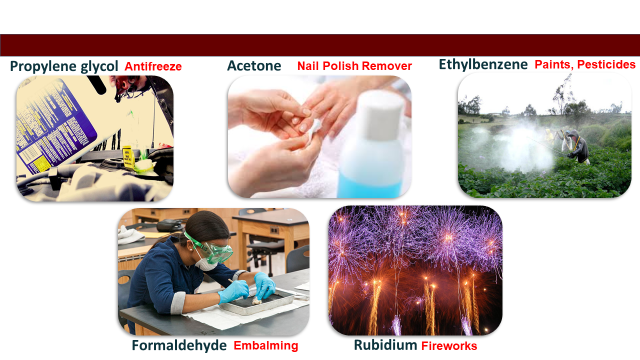 Propylene glycol Antifreeze
Acetone Nail Polish Remover
Ethylbenzene Paints, Pesticides
Formaldehyde Embalming
Rubidium Fireworks